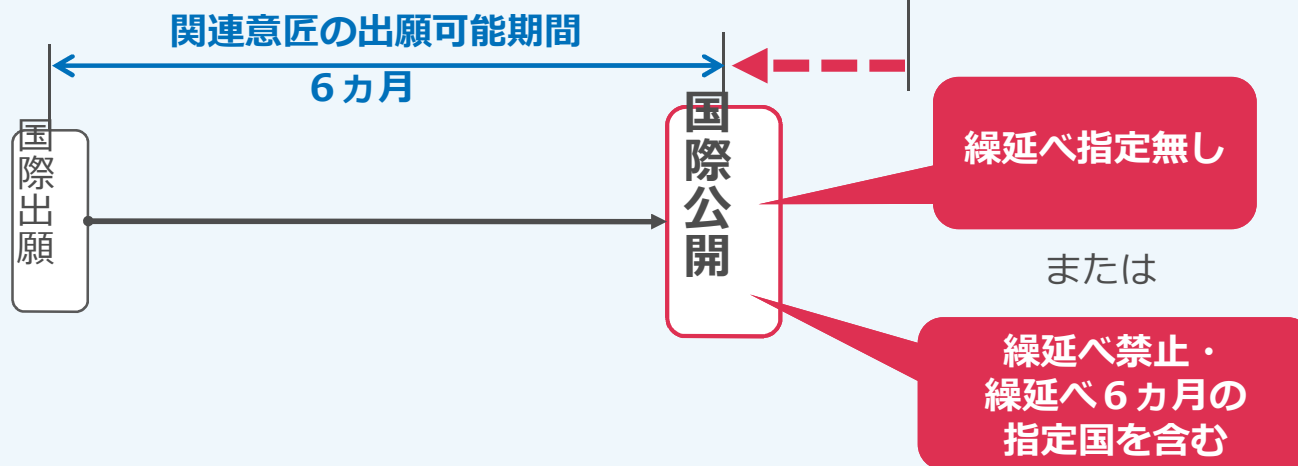 関連意匠の出願可能期間
６ヵ月
国際出願
国際公開
繰延べ指定無し
または
繰延べ禁止・
繰延べ６ヵ月の
指定国を含む